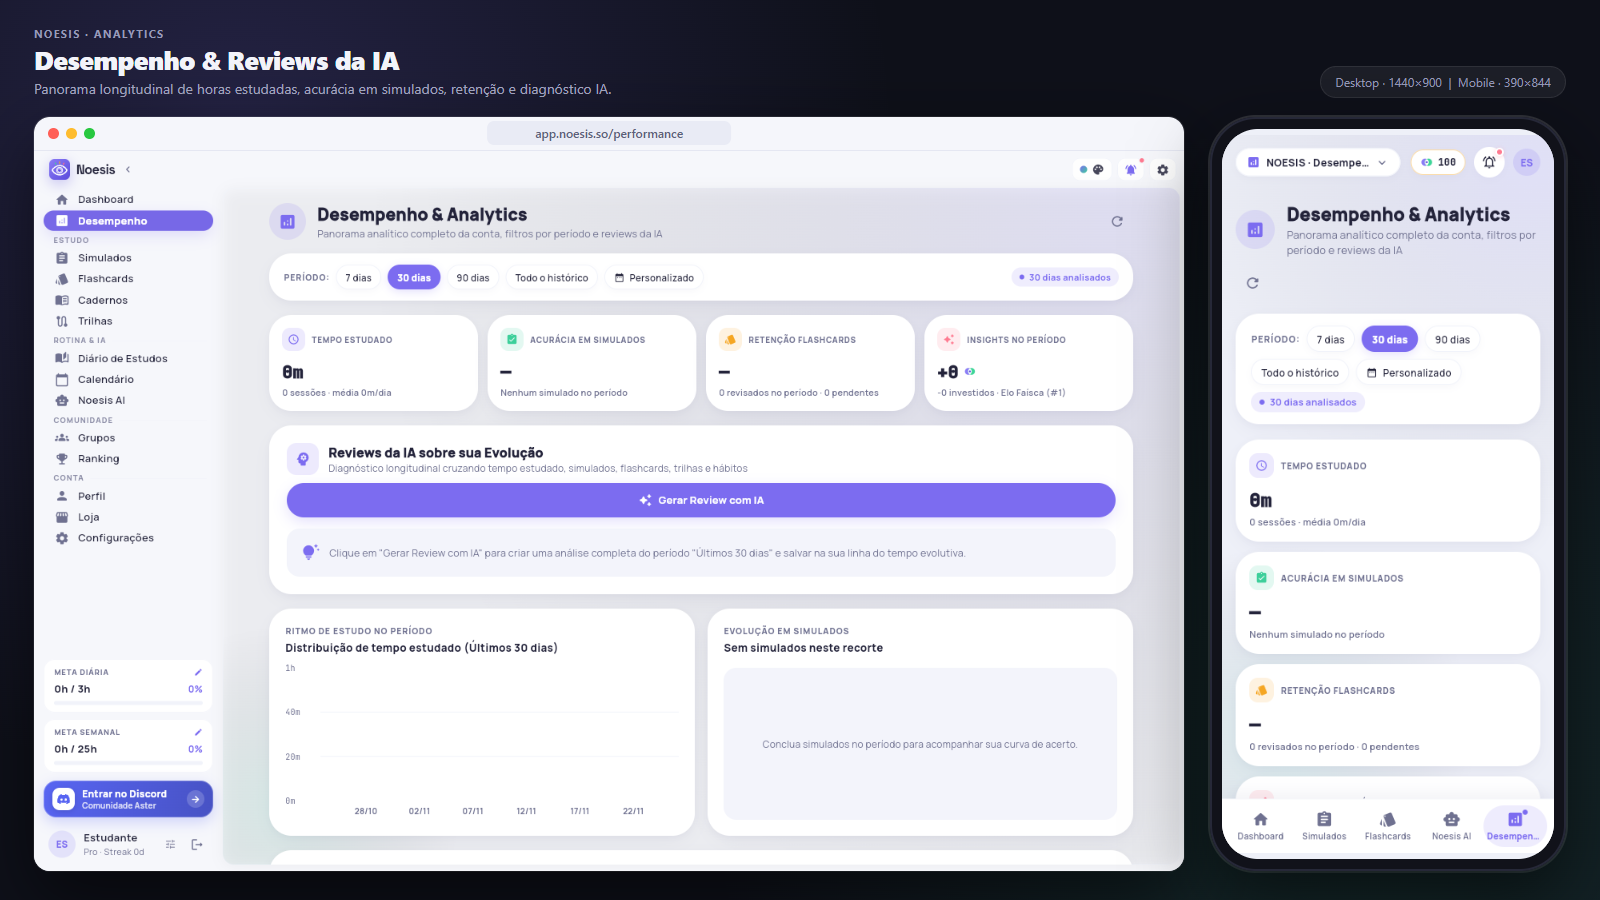 NOESIS · ANALYTICS
Desempenho & Reviews da IA
Panorama longitudinal de horas estudadas, acurácia em simulados, retenção e diagnóstico IA.
Desktop · 1440×900 | Mobile · 390×844
app.noesis.so/performance
Noesis
Dashboard
Desempenho
ESTUDO
Simulados
Flashcards
Cadernos
Trilhas
ROTINA & IA
Diário de Estudos
Calendário
Noesis AI
COMUNIDADE
Grupos
Ranking
CONTA
Perfil
Loja
Configurações
META DIÁRIA
0h / 3h 0%
META SEMANAL
0h / 25h 0%
Entrar no Discord
Comunidade Aster
ES
Estudante
Pro · Streak 0d
Desempenho & Analytics
Panorama analítico completo da conta, filtros por período e reviews da IA
PERÍODO: 7 dias 30 dias 90 dias Todo o histórico Personalizado 30 dias analisados
TEMPO ESTUDADO
0m
0 sessões · média 0m/dia
ACURÁCIA EM SIMULADOS
—
Nenhum simulado no período
RETENÇÃO FLASHCARDS
—
0 revisados no período · 0 pendentes
INSIGHTS NO PERÍODO
+0
-0 investidos · Elo Faísca (#1)
Reviews da IA sobre sua Evolução
Diagnóstico longitudinal cruzando tempo estudado, simulados, flashcards, trilhas e hábitos
Gerar Review com IA
Clique em "Gerar Review com IA" para criar uma análise completa do período "Últimos 30 dias" e salvar na sua linha do tempo evolutiva.
RITMO DE ESTUDO NO PERÍODO
Distribuição de tempo estudado (Últimos 30 dias)
1h
40m
20m
0m
28/10 02/11 07/11 12/11 17/11 22/11
EVOLUÇÃO EM SIMULADOS
Sem simulados neste recorte
Conclua simulados no período para acompanhar sua curva de acerto.
NOESIS · Desempe... 100 ES
Desempenho & Analytics
Panorama analítico completo da conta, filtros por
período e reviews da IA
PERÍODO: 7 dias 30 dias 90 dias
Todo o histórico Personalizado
30 dias analisados
TEMPO ESTUDADO
0m
0 sessões · média 0m/dia
ACURÁCIA EM SIMULADOS
—
Nenhum simulado no período
RETENÇÃO FLASHCARDS
—
0 revisados no período · 0 pendentes
Dashboard Simulados Flashcards Noesis AI Desempen...